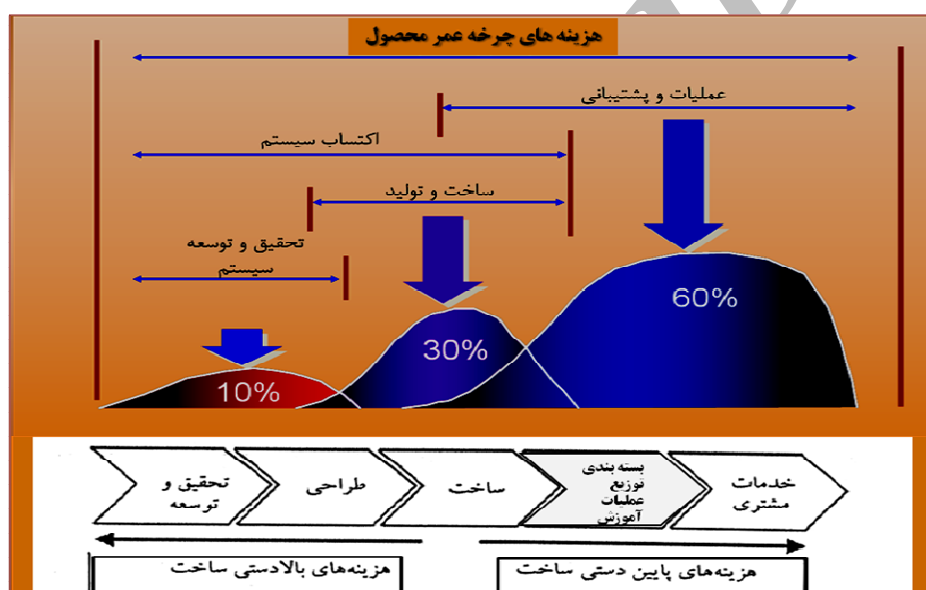 هزینه های چرخه عمر محصول
عملیات و پشتیبانی
اکتساب سیستم
ساخت و تولید
تحقیق و توسعه
سیستم
60%
30%
10%
تحقیق و
توسعه
طراحی
ساخت
بسته بندی
توزیع
عملیات
آموزش
خدمات
مشتری
هزینه‌های بالادستی ساخت
هزینه‌های پایین دستی ساخت